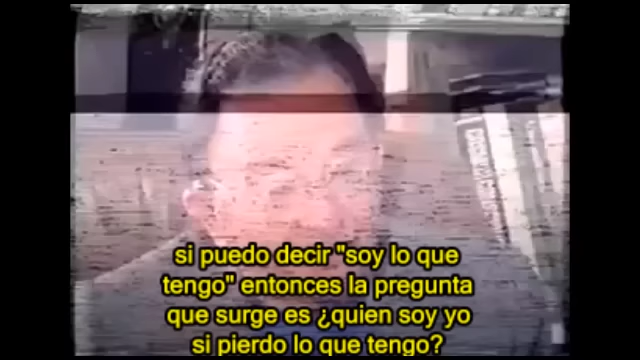 si puedo decir "soy lo que
tengo" entonces la pregunta
que surge es ¿quien soy yo
si pierdo lo que tengo?